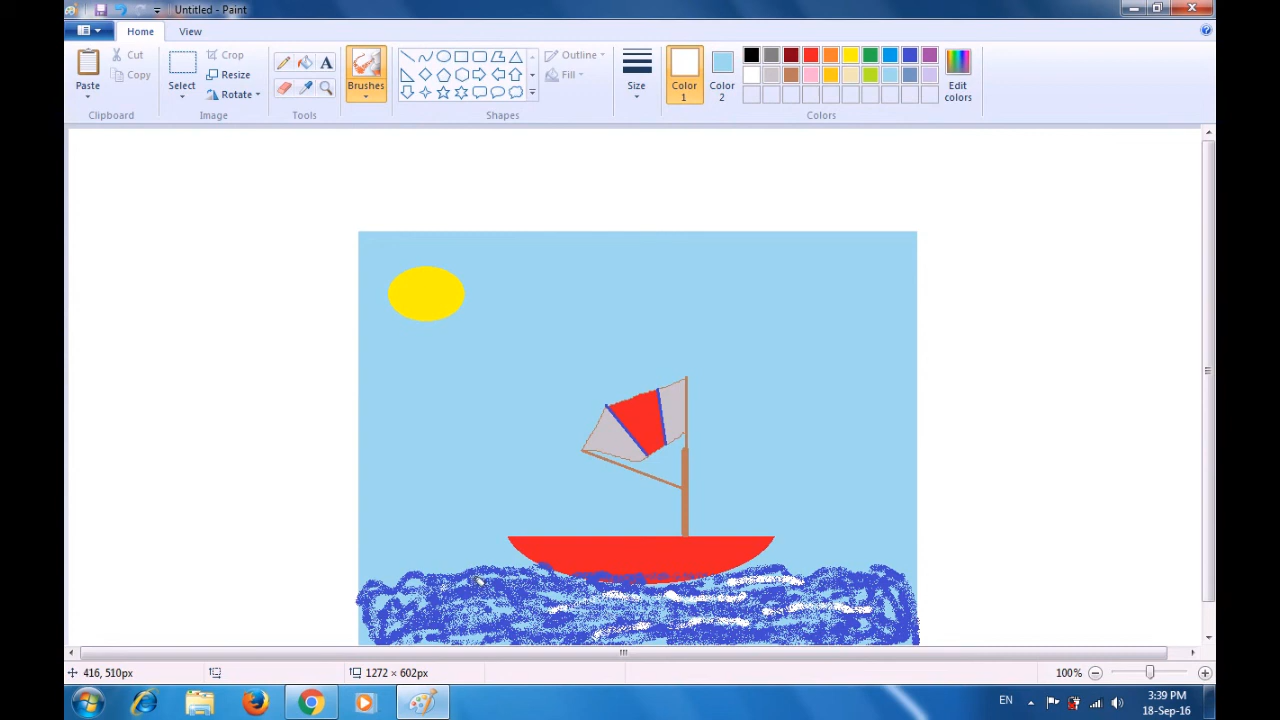 Untitled - Paint
Home View
Paste
Cut
Copy
Clipboard
Select
Crop
Resize
Rotate
Image
A
Tools
Brushes
Outline
Fill
Shapes
Size
Color 1
Color 2
Edit colors
Colors
416, 510px
1272 × 602px
100%
EN
3:39 PM
18-Sep-16